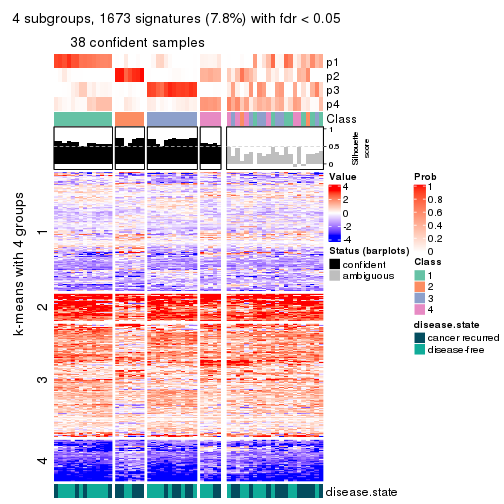 4 subgroups, 1673 signatures (7.8%) with fdr < 0.05
38 confident samples
p1
p2
p3
p4
Class
1
0.5
0
Silhouette
score
k-means with 4 groups
1
2
3
4
disease.state
Value
4
2
0
-2
-4
Status (barplots)
confident
ambiguous
Prob
1
0.8
0.6
0.4
0.2
0
Class
1
2
3
4
disease.state
cancer recurred
disease-free